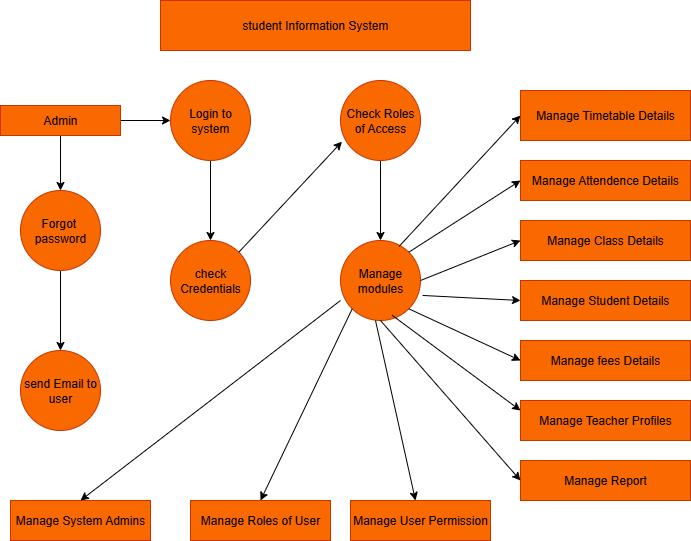 student Information System
Admin
Login to
system
Check Roles
of Access
Manage Timetable Details
Manage Attendence Details
Forgot
password
check
Credentials
Manage
modules
Manage Class Details
Manage Student Details
Manage fees Details
send Email to
user
Manage Teacher Profiles
Manage Report
Manage System Admins
Manage Roles of User
Manage User Permission